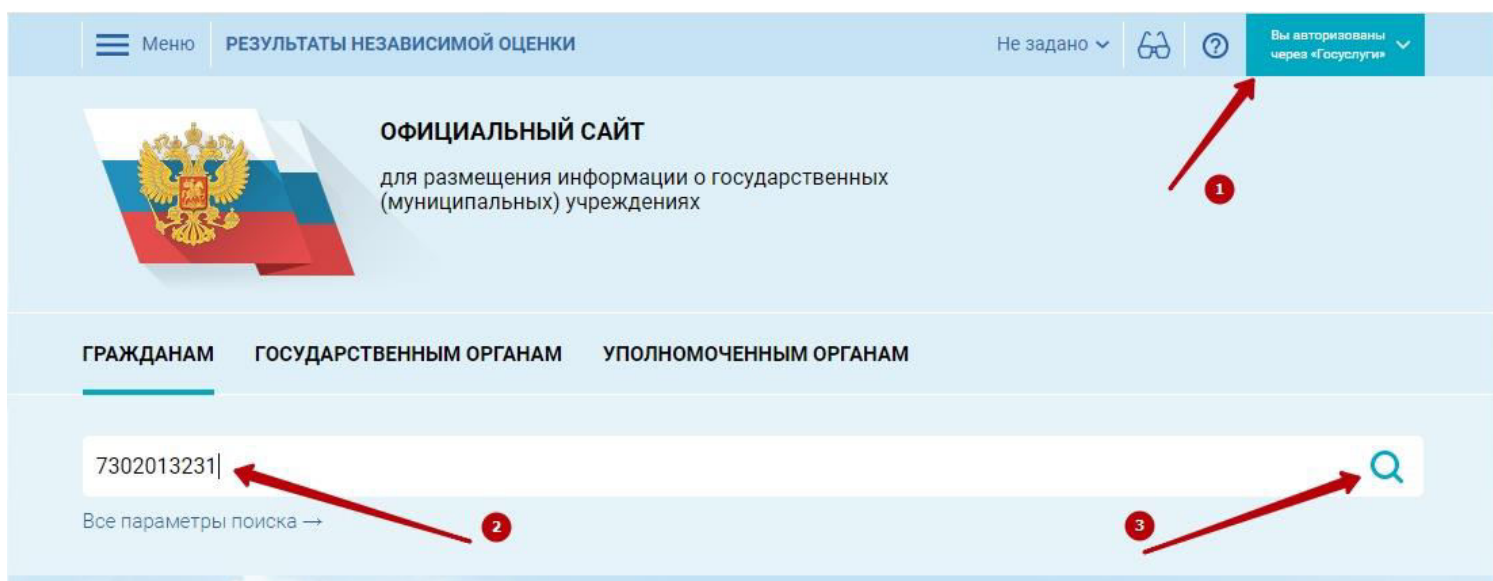 Меню
РЕЗУЛЬТАТЫ НЕЗАВИСИМОЙ ОЦЕНКИ
Не задано
Вы авторизованы
через «Госуслуги»
1
ОФИЦИАЛЬНЫЙ САЙТ
для размещения информации о государственных
(муниципальных) учреждениях
ГРАЖДАНАМ
ГОСУДАРСТВЕННЫМ ОРГАНАМ
УПОЛНОМОЧЕННЫМ ОРГАНАМ
7302013231
Все параметры поиска →
2
3